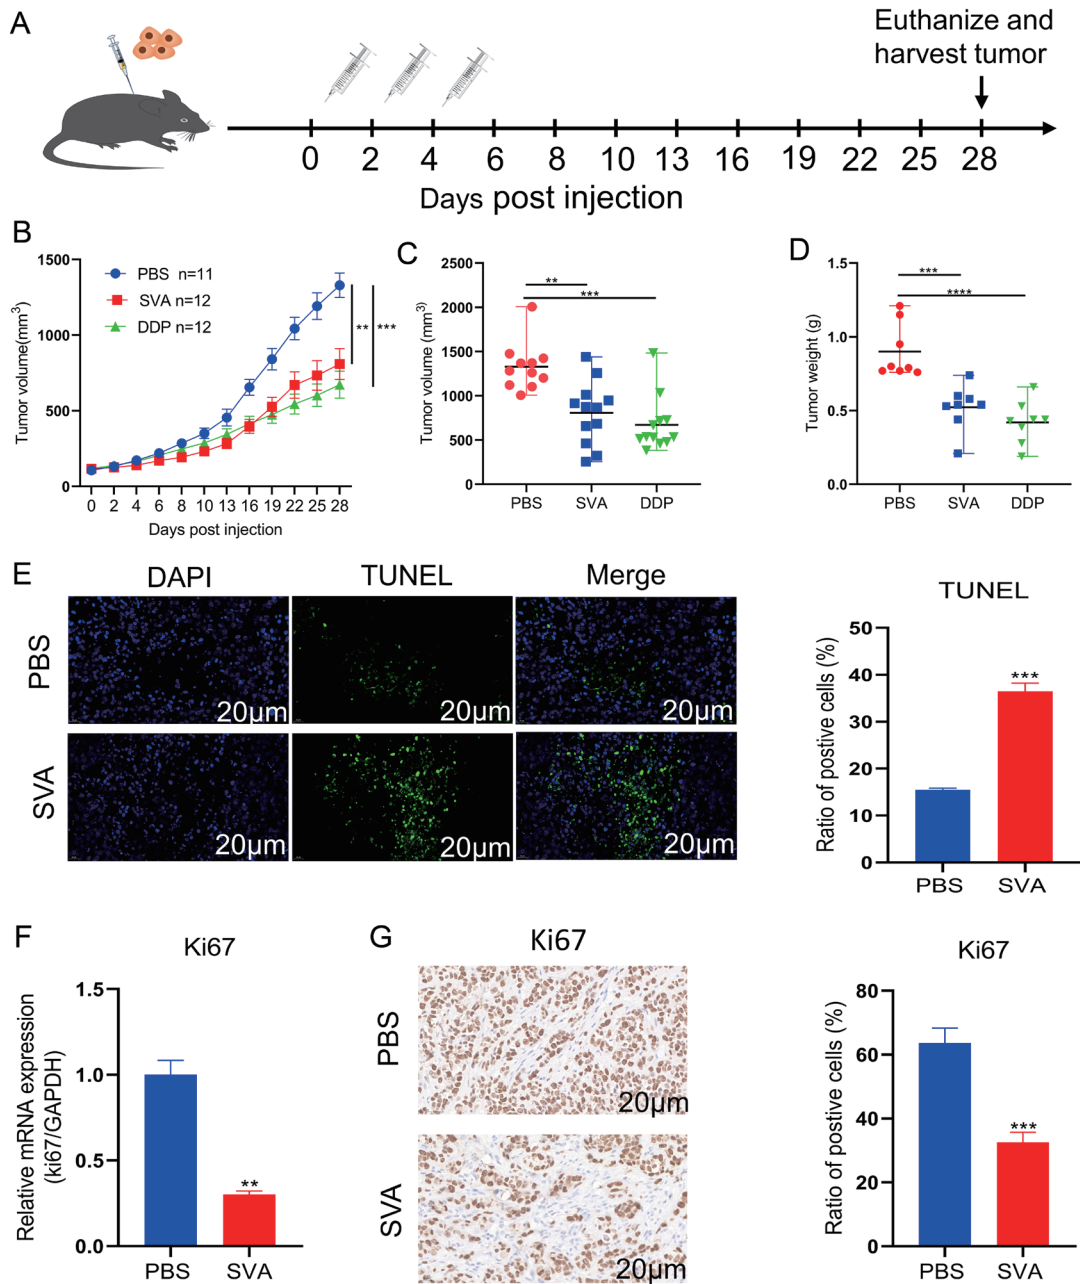 A
Euthanize and
harvest tumor
0 2 4 6 8 10 13 16 19 22 25 28
Days post injection
B
Tumor volume(mm3)
1500
1000
500
0
PBS n=11
SVA n=12
DDP n=12
** ***
0 2 4 6 8 10 13 16 19 22 25 28
Days post injection
C
Tumor volume (mm3)
2500
2000
1500
1000
500
0
**
***
PBS SVA DDP
D
Tumor weight (g)
1.5
1.0
0.5
0.0
***
****
PBS SVA DDP
E
DAPI TUNEL Merge
PBS
20μm 20μm 20μm
SVA
20μm 20μm 20μm
TUNEL
Ratio of postive cells (%)
50
40
30
20
10
0
***
PBS SVA
F
Ki67
Relative mRNA expression
(ki67/GAPDH)
1.5
1.0
0.5
0.0
**
PBS SVA
G
Ki67
PBS
20μm
SVA
20μm
Ki67
Ratio of postive cells (%)
80
60
40
20
0
***
PBS SVA